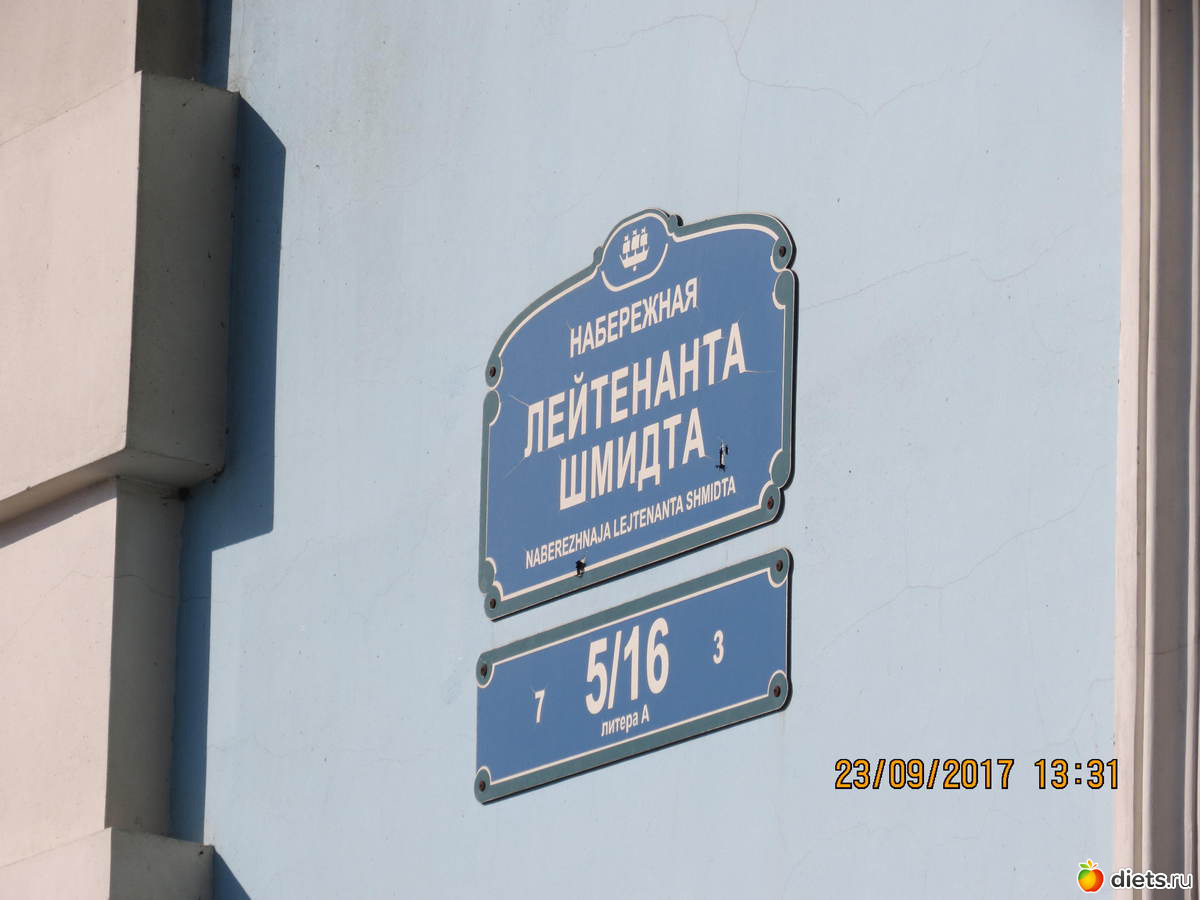 НАБЕРЕЖНАЯ
ЛЕЙТЕНАНТА
ШМИДТА
NABEREZHNAJA LEJTENANTA SHMIDTA
7 5/16 3
литера А
23/09/2017 13:31
diets.ru